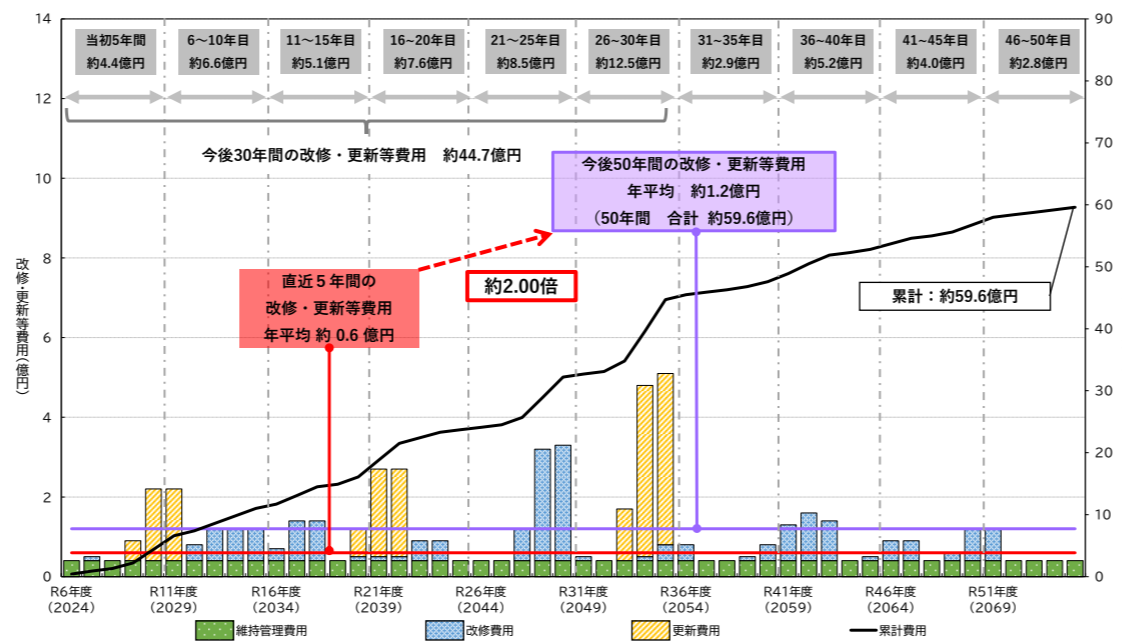 14
12
10
8
6
4
2
0
90
80
70
60
50
40
30
20
10
0
改修・更新等費用（億円）
当初5年間
約4.4億円
6～10年目
約6.6億円
11～15年目
約5.1億円
16～20年目
約7.6億円
21～25年目
約8.5億円
26～30年目
約12.5億円
31～35年目
約2.9億円
36～40年目
約5.2億円
41～45年目
約4.0億円
46～50年目
約2.8億円
今後30年間の改修・更新等費用　約44.7億円
今後50年間の改修・更新等費用
年平均　約1.2億円
（50年間　合計 約59.6億円）
直近５年間の
改修・更新等費用
年平均 約 0.6 億円
約2.00倍
累計：約59.6億円
R6年度
(2024)
R11年度
(2029)
R16年度
(2034)
R21年度
(2039)
R26年度
(2044)
R31年度
(2049)
R36年度
(2054)
R41年度
(2059)
R46年度
(2064)
R51年度
(2069)
維持管理費用
改修費用
更新費用
累計費用